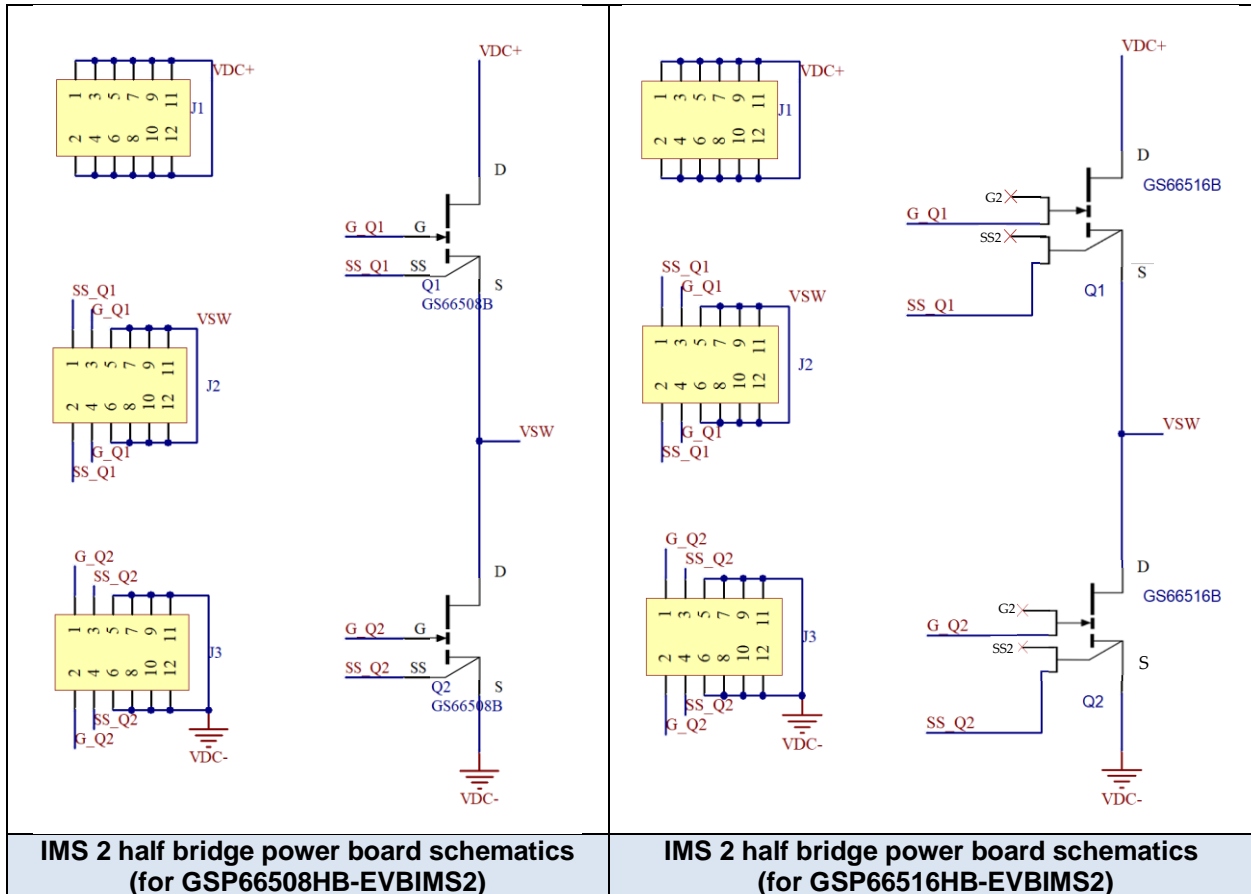 VDC+
VDC+
J1
1 3 5 7 9 11
2 4 6 8 10 12
D
G_Q1 G
SS_Q1 SS
Q1
GS66508B
S
SS_Q1
G_Q1
VSW
1 3 5 7 9 11
2 4 6 8 10 12
J2
G_Q1
SS_Q1
VSW
G_Q2
SS_Q2
D
1 3 5 7 9 11
2 4 6 8 10 12
J3
G_Q2 G
SS_Q2 SS
Q2
GS66508B
S
SS_Q2
G_Q2
VDC-
VDC-
IMS 2 half bridge power board schematics
(for GSP66508HB-EVBIMS2)
VDC+
VDC+
J1
1 3 5 7 9 11
2 4 6 8 10 12
D
GS66516B
G2
G_Q1
SS2
SS_Q1
S
Q1
SS_Q1
G_Q1
VSW
1 3 5 7 9 11
2 4 6 8 10 12
J2
G_Q1
SS_Q1
VSW
G_Q2
SS_Q2
D
GS66516B
1 3 5 7 9 11
2 4 6 8 10 12
J3
G2
G_Q2
SS2
SS_Q2
S
Q2
SS_Q2
G_Q2
VDC-
VDC-
IMS 2 half bridge power board schematics
(for GSP66516HB-EVBIMS2)